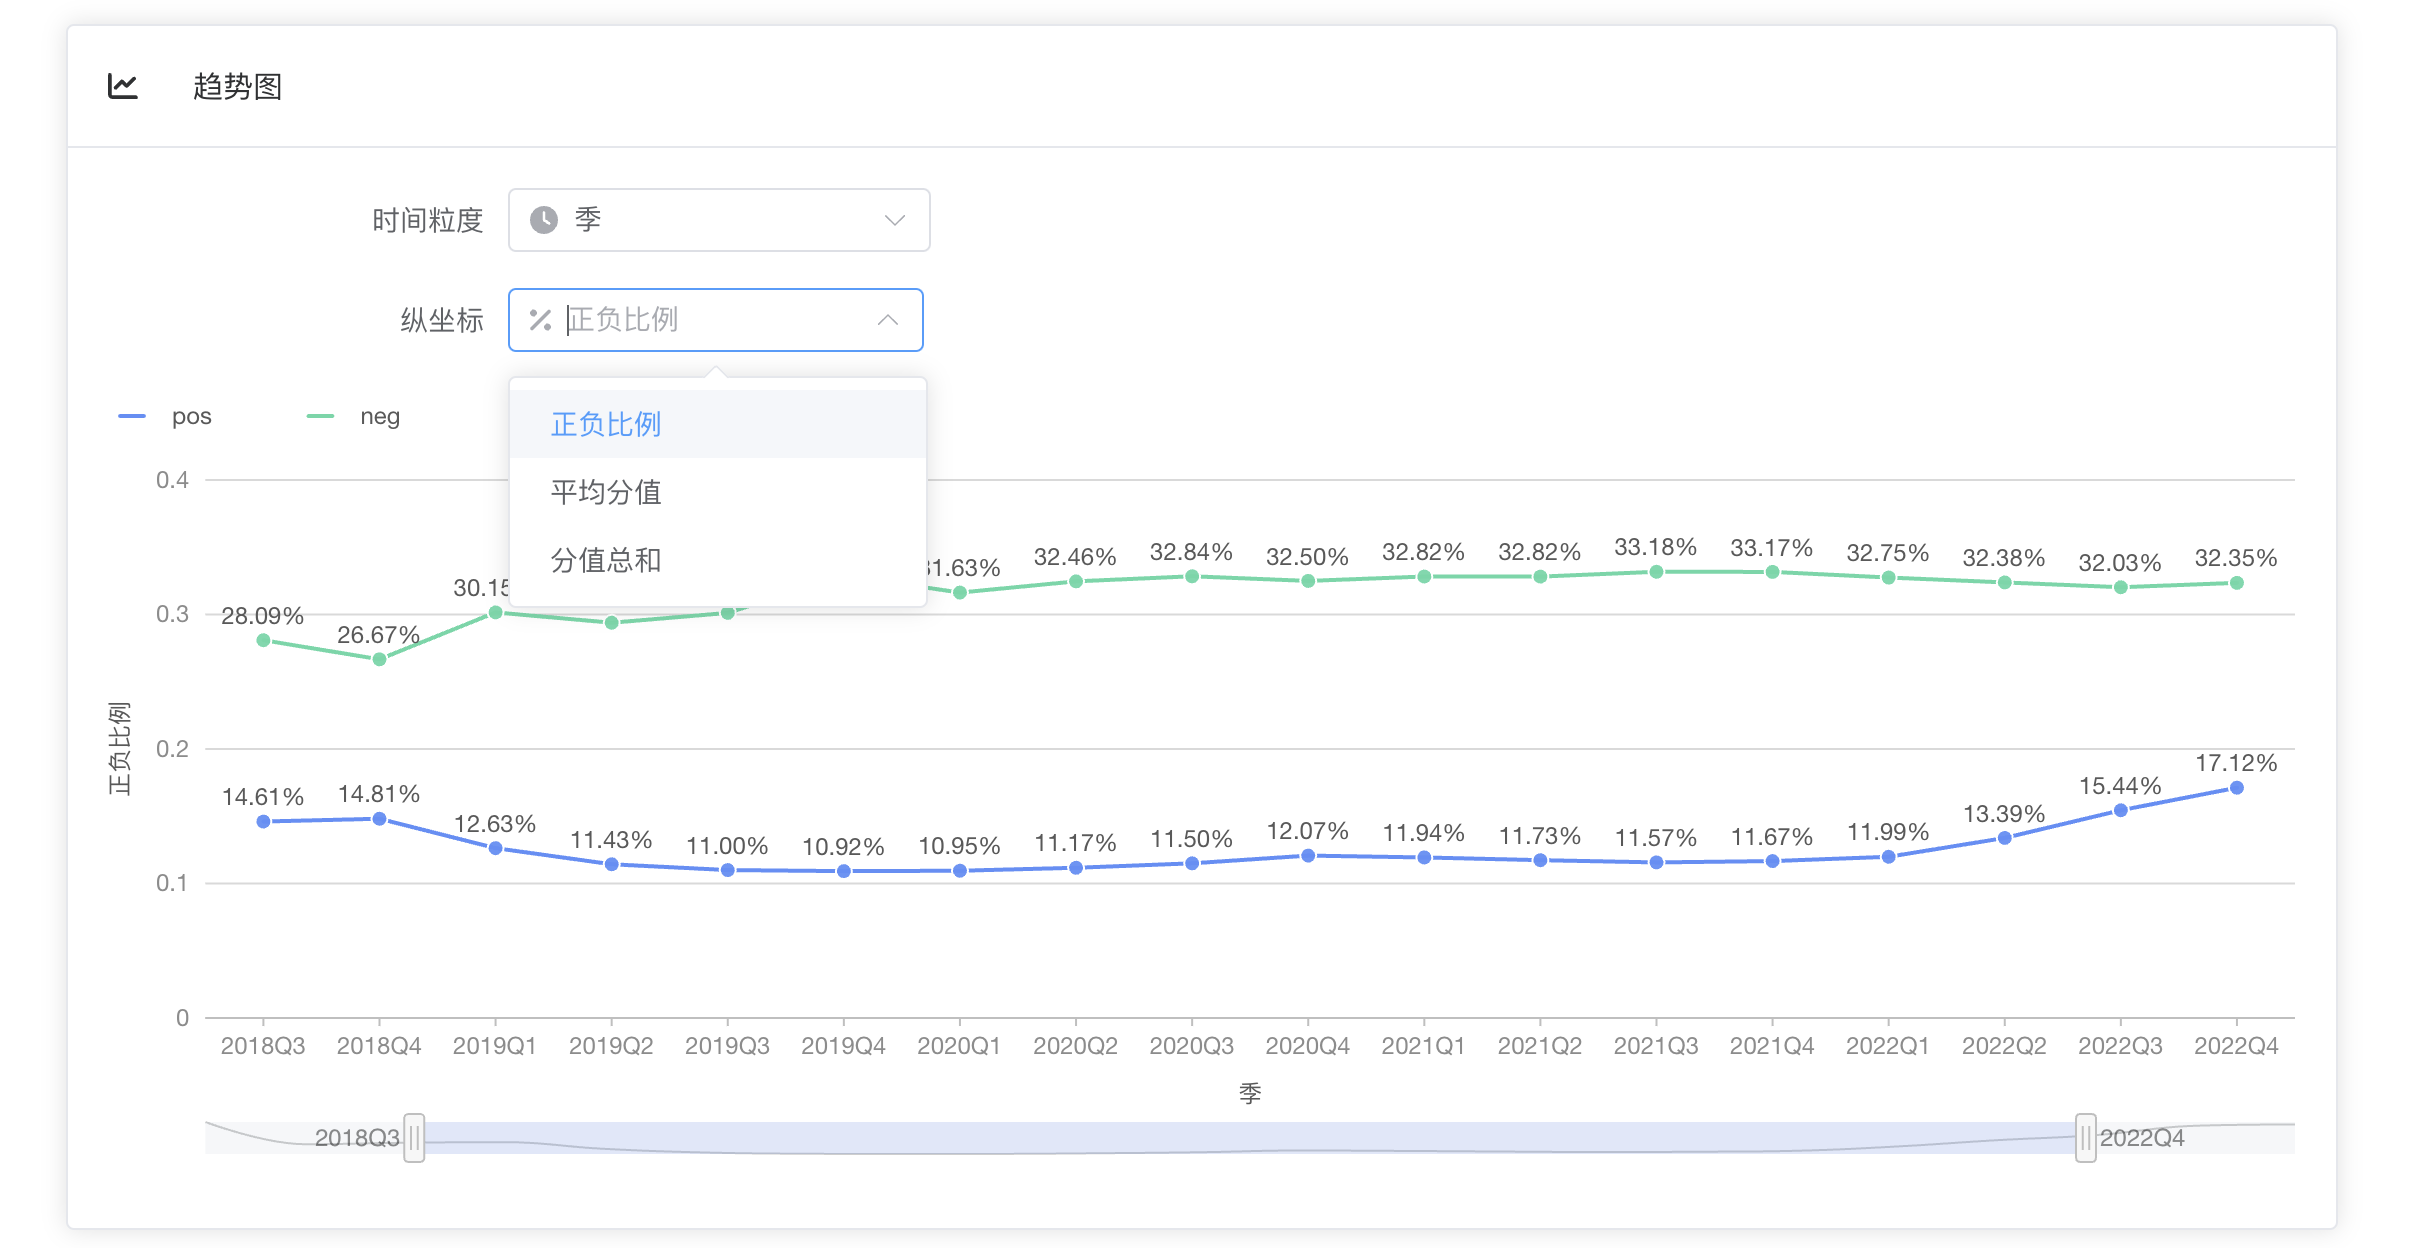 趋势图
时间粒度 季
纵坐标 正负比例
正负比例
平均分值
分值总和
pos neg
0.4
0.3
0.2
0.1
0
正负比例
28.09% 26.67% 30.15 31.63% 32.46% 32.84% 32.50% 32.82% 32.82% 33.18% 33.17% 32.75% 32.38% 32.03% 32.35%
14.61% 14.81% 12.63% 11.43% 11.00% 10.92% 10.95% 11.17% 11.50% 12.07% 11.94% 11.73% 11.57% 11.67% 11.99% 13.39% 15.44% 17.12%
2018Q3 2018Q4 2019Q1 2019Q2 2019Q3 2019Q4 2020Q1 2020Q2 2020Q3 2020Q4 2021Q1 2021Q2 2021Q3 2021Q4 2022Q1 2022Q2 2022Q3 2022Q4
季
2018Q3 2022Q4